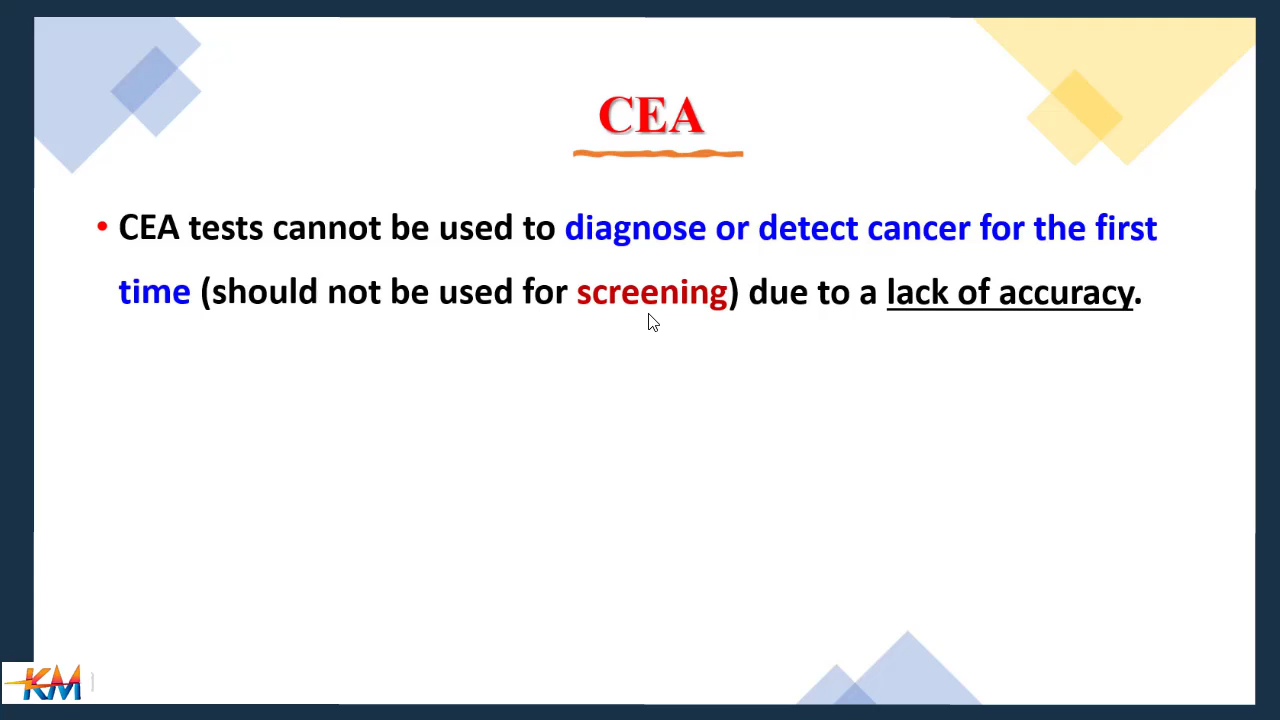 CEA
• CEA tests cannot be used to diagnose or detect cancer for the first
time (should not be used for screening) due to a lack of accuracy.
KM